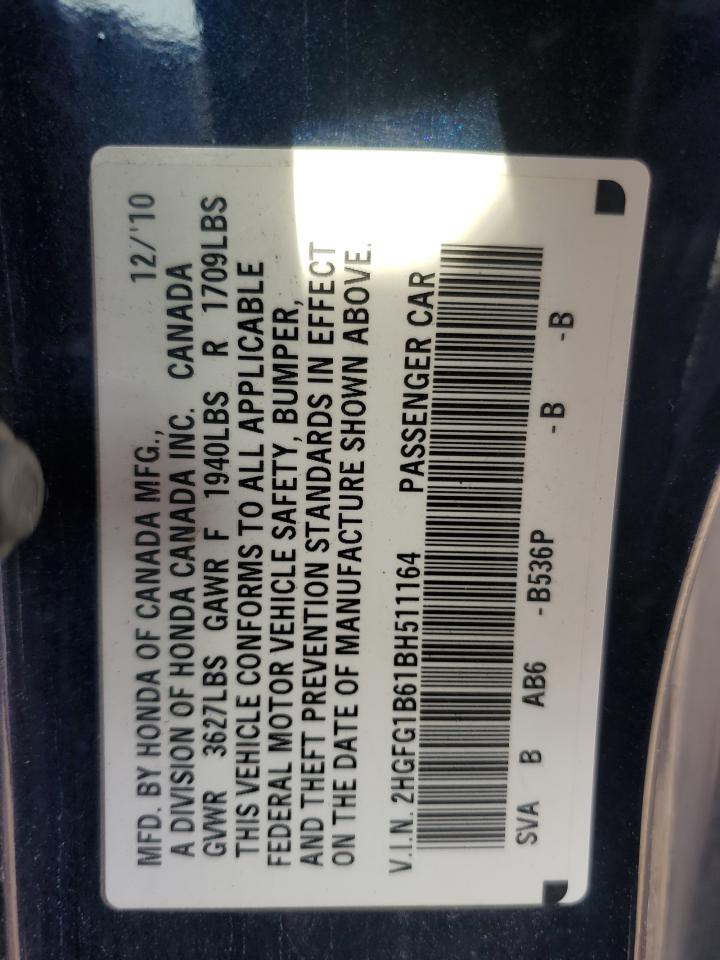 MFD. BY HONDA OF CANADA MFG., 12/'10
A DIVISION OF HONDA CANADA INC. CANADA
GVWR 3627LBS GAWR F 1940LBS R 1709LBS
THIS VEHICLE CONFORMS TO ALL APPLICABLE
FEDERAL MOTOR VEHICLE SAFETY, BUMPER,
AND THEFT PREVENTION STANDARDS IN EFFECT
ON THE DATE OF MANUFACTURE SHOWN ABOVE.
V.I.N. 2HGFG1B61BH511164 PASSENGER CAR
SVA B AB6 -B536P -B -B